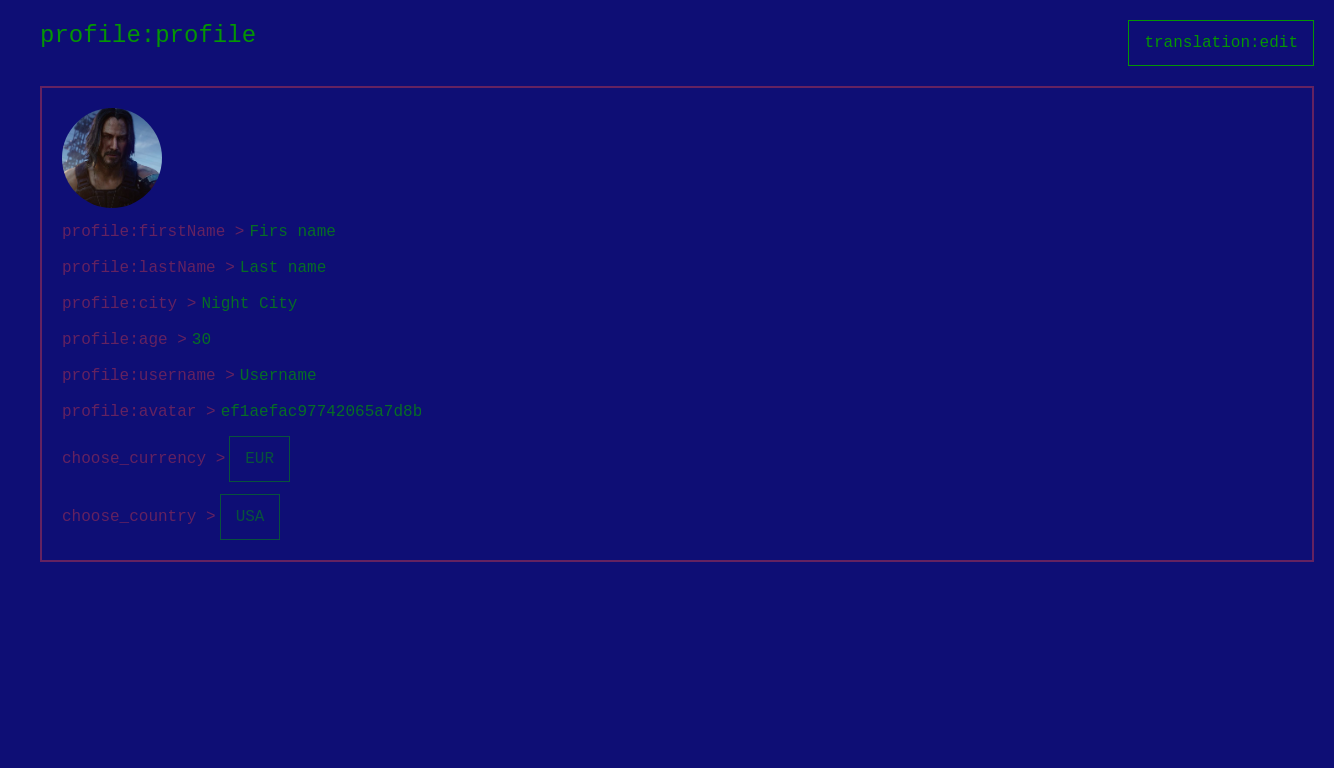 profile:profile
translation:edit
profile:firstName > Firs name
profile:lastName > Last name
profile:city > Night City
profile:age > 30
profile:username > Username
profile:avatar > ef1aefac97742065a7d8b
choose_currency > EUR
choose_country > USA